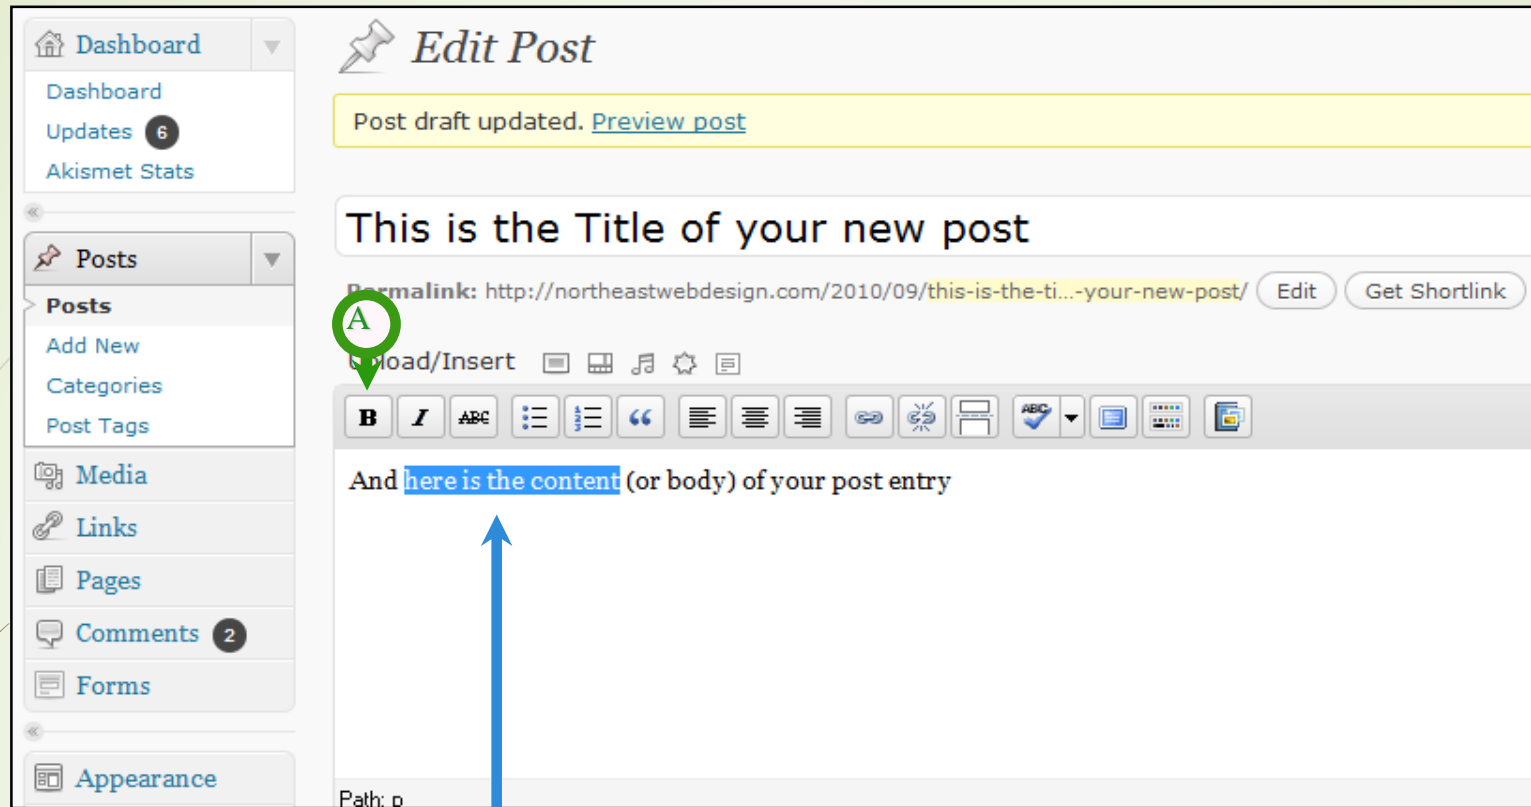 Dashboard
Dashboard
Updates 6
Akismet Stats
Posts
Posts
Add New
Categories
Post Tags
Media
Links
Pages
Comments 2
Forms
Appearance
Edit Post
Post draft updated. Preview post
This is the Title of your new post
Permalink: http://northeastwebdesign.com/2010/09/this-is-the-ti...-your-new-post/ Edit Get Shortlink
A
Upload/Insert
B I ABC ABC
And here is the content (or body) of your post entry
Path: p